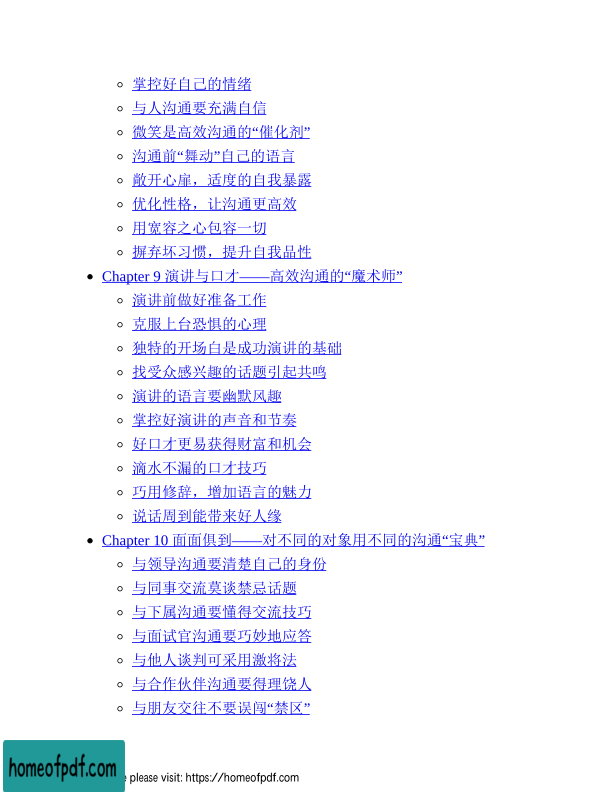 掌控好自己的情绪
与人沟通要充满自信
微笑是高效沟通的“催化剂”
沟通前“舞动”自己的语言
敞开心扉，适度的自我暴露
优化性格，让沟通更高效
用宽容之心包容一切
摒弃坏习惯，提升自我品性
Chapter 9 演讲与口才——高效沟通的“魔术师”
演讲前做好准备工作
克服上台恐惧的心理
独特的开场白是成功演讲的基础
找受众感兴趣的话题引起共鸣
演讲的语言要幽默风趣
掌控好演讲的声音和节奏
好口才更易获得财富和机会
滴水不漏的口才技巧
巧用修辞，增加语言的魅力
说话周到能带来好人缘
Chapter 10 面面俱到——对不同的对象用不同的沟通“宝典”
与领导沟通要清楚自己的身份
与同事交流莫谈禁忌话题
与下属沟通要懂得交流技巧
与面试官沟通要巧妙地应答
与他人谈判可采用激将法
与合作伙伴沟通要得理饶人
与朋友交往不要误闯“禁区”
homeofpdf.com
please visit: https://homeofpdf.com